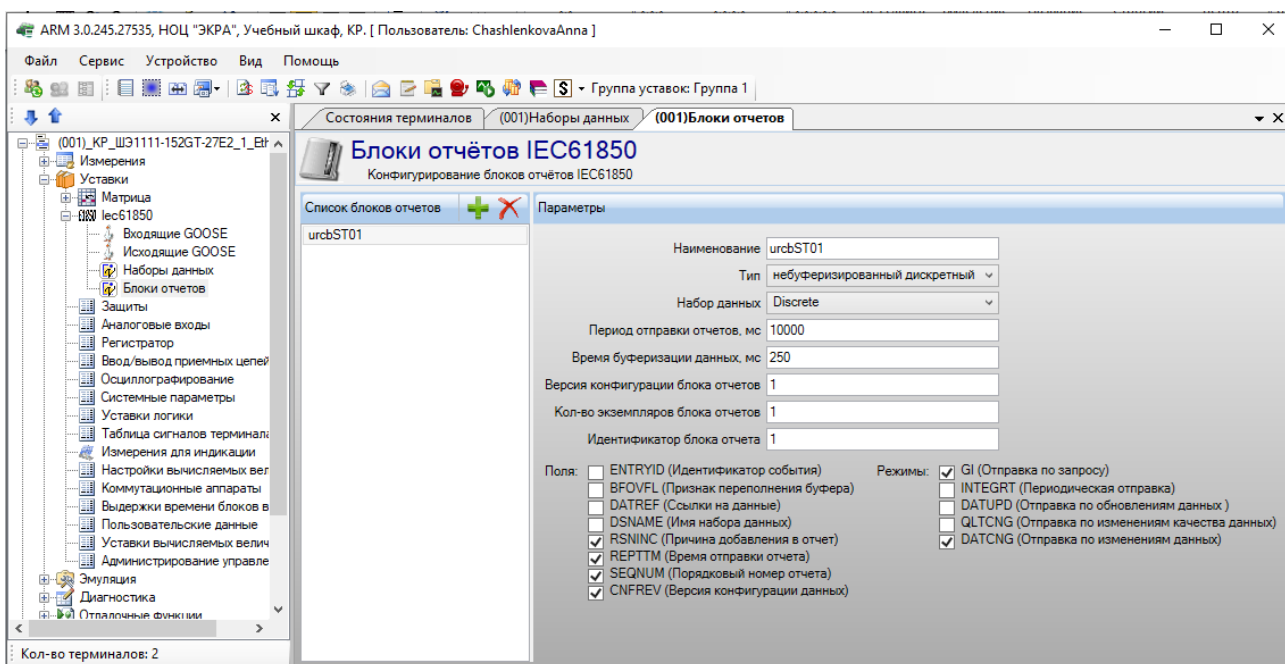 ARM 3.0.245.27535, НОЦ "ЭКРА", Учебный шкаф, КР. [ Пользователь: ChashlenkovaAnna ]
Файл Сервис Устройство Вид Помощь
Группа уставок: Группа 1
Состояния терминалов (001)Наборы данных (001)Блоки отчетов
(001)_КР_ШЭ1111-152GT-27E2_1_Eth
Измерения
Уставки
Матрица
Iec61850
Входящие GOOSE
Исходящие GOOSE
Наборы данных
Блоки отчетов
Защиты
Аналоговые входы
Регистратор
Ввод/вывод приемных цепей
Осциллографирование
Системные параметры
Уставки логики
Таблица сигналов терминала
Измерения для индикации
Настройки вычисляемых вел
Коммутационные аппараты
Выдержки времени блоков в
Пользовательские данные
Уставки вычисляемых велич
Администрирование управле
Эмуляция
Диагностика
Отладочные функции
Кол-во терминалов: 2
Блоки отчётов IEC61850
Конфигурирование блоков отчётов IEC61850
Список блоков отчетов
urcbST01
Параметры
Наименование urcbST01
Тип небуферизированный дискретный
Набор данных Discrete
Период отправки отчетов, мс 10000
Время буферизации данных, мс 250
Версия конфигурации блока отчетов 1
Кол-во экземпляров блока отчетов 1
Идентификатор блока отчета 1
Поля: ENTRYID (Идентификатор события)
BFOVFL (Признак переполнения буфера)
DATREF (Ссылки на данные)
DSNAME (Имя набора данных)
RSNINC (Причина добавления в отчет)
REPTTM (Время отправки отчета)
SEQNUM (Порядковый номер отчета)
CNFREV (Версия конфигурации данных)
Режимы: GI (Отправка по запросу)
INTEGRT (Периодическая отправка)
DATUPD (Отправка по обновлениям данных )
QLTCNG (Отправка по изменениям качества данных)
DATCNG (Отправка по изменениям данных)